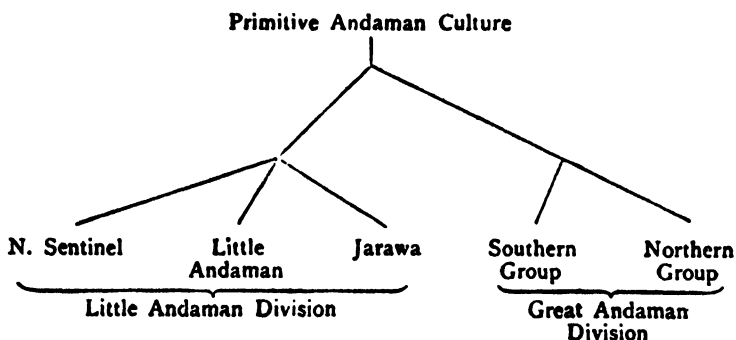 Primitive Andaman Culture
N. Sentinel
Little
Andaman
Jarawa
Southern
Group
Northern
Group
Little Andaman Division
Great Andaman
Division